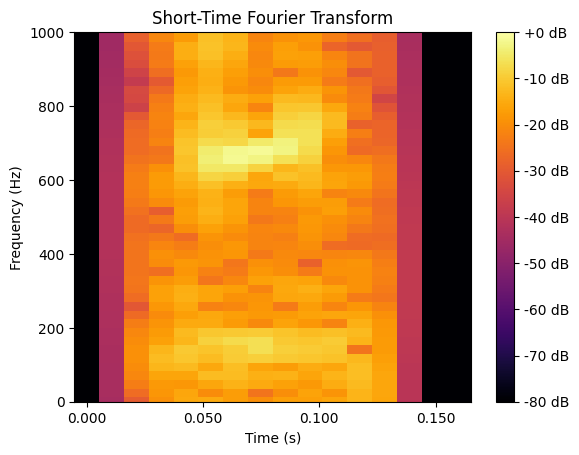 Short-Time Fourier Transform
1000
800
600
400
200
0
Frequency (Hz)
0.000
0.050
0.100
0.150
Time (s)
+0 dB
-10 dB
-20 dB
-30 dB
-40 dB
-50 dB
-60 dB
-70 dB
-80 dB